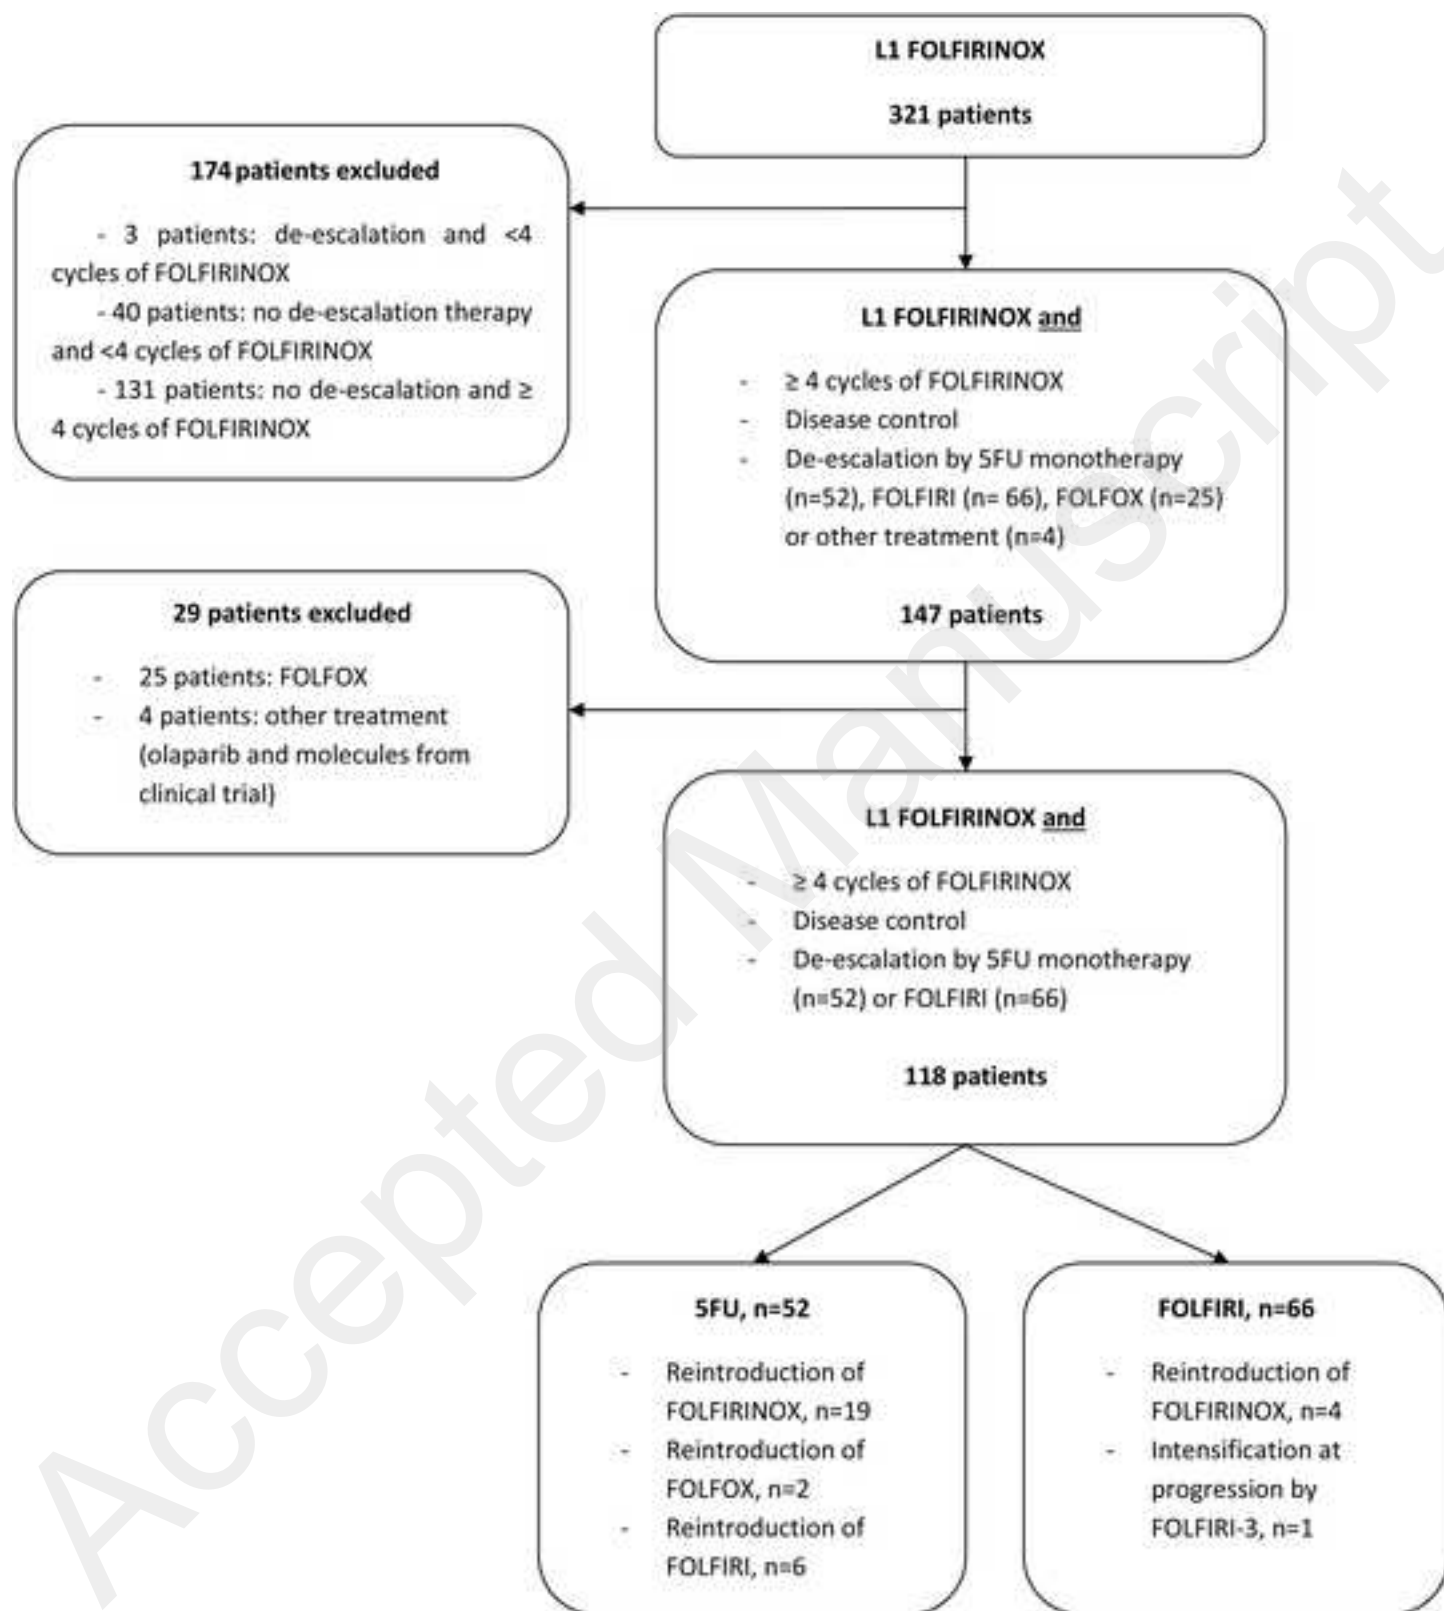 L1 FOLFIRINOX
321 patients
174 patients excluded
- 3 patients: de-escalation and <4
cycles of FOLFIRINOX
- 40 patients: no de-escalation therapy
and <4 cycles of FOLFIRINOX
- 131 patients: no de-escalation and ≥
4 cycles of FOLFIRINOX
L1 FOLFIRINOX and
- ≥ 4 cycles of FOLFIRINOX
- Disease control
- De-escalation by 5FU monotherapy
(n=52), FOLFIRI (n= 66), FOLFOX (n=25)
or other treatment (n=4)
147 patients
29 patients excluded
- 25 patients: FOLFOX
- 4 patients: other treatment
(olaparib and molecules from
clinical trial)
L1 FOLFIRINOX and
- ≥ 4 cycles of FOLFIRINOX
- Disease control
- De-escalation by 5FU monotherapy
(n=52) or FOLFIRI (n=66)
118 patients
5FU, n=52
- Reintroduction of
FOLFIRINOX, n=19
- Reintroduction of
FOLFOX, n=2
- Reintroduction of
FOLFIRI, n=6
FOLFIRI, n=66
- Reintroduction of
FOLFIRINOX, n=4
- Intensification at
progression by
FOLFIRI-3, n=1
Accepted Manuscript